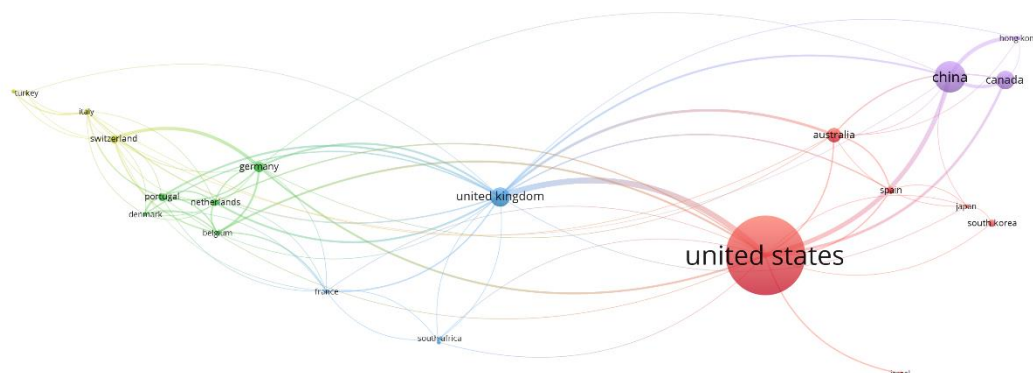 hong kong
china
canada
turkey
italy
australia
switzerland
germany
spain
portugal
united kingdom
netherlands
japan
denmark
south korea
belgium
united states
france
south africa
israel